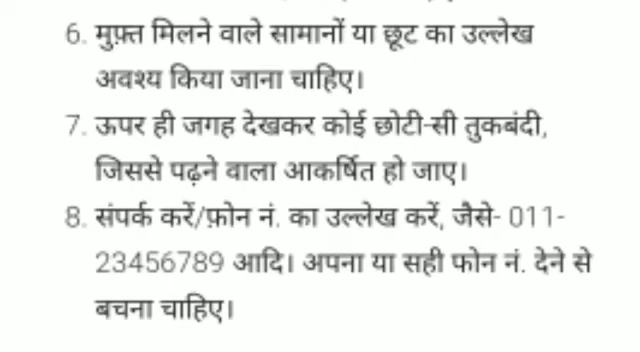 6. मुफ़्त मिलने वाले सामानों या छूट का उल्लेख
अवश्य किया जाना चाहिए।
7. ऊपर ही जगह देखकर कोई छोटी-सी तुकबंदी,
जिससे पढ़ने वाला आकर्षित हो जाए।
8. संपर्क करें/फ़ोन नं. का उल्लेख करें, जैसे- 011-
23456789 आदि। अपना या सही फोन नं. देने से
बचना चाहिए।